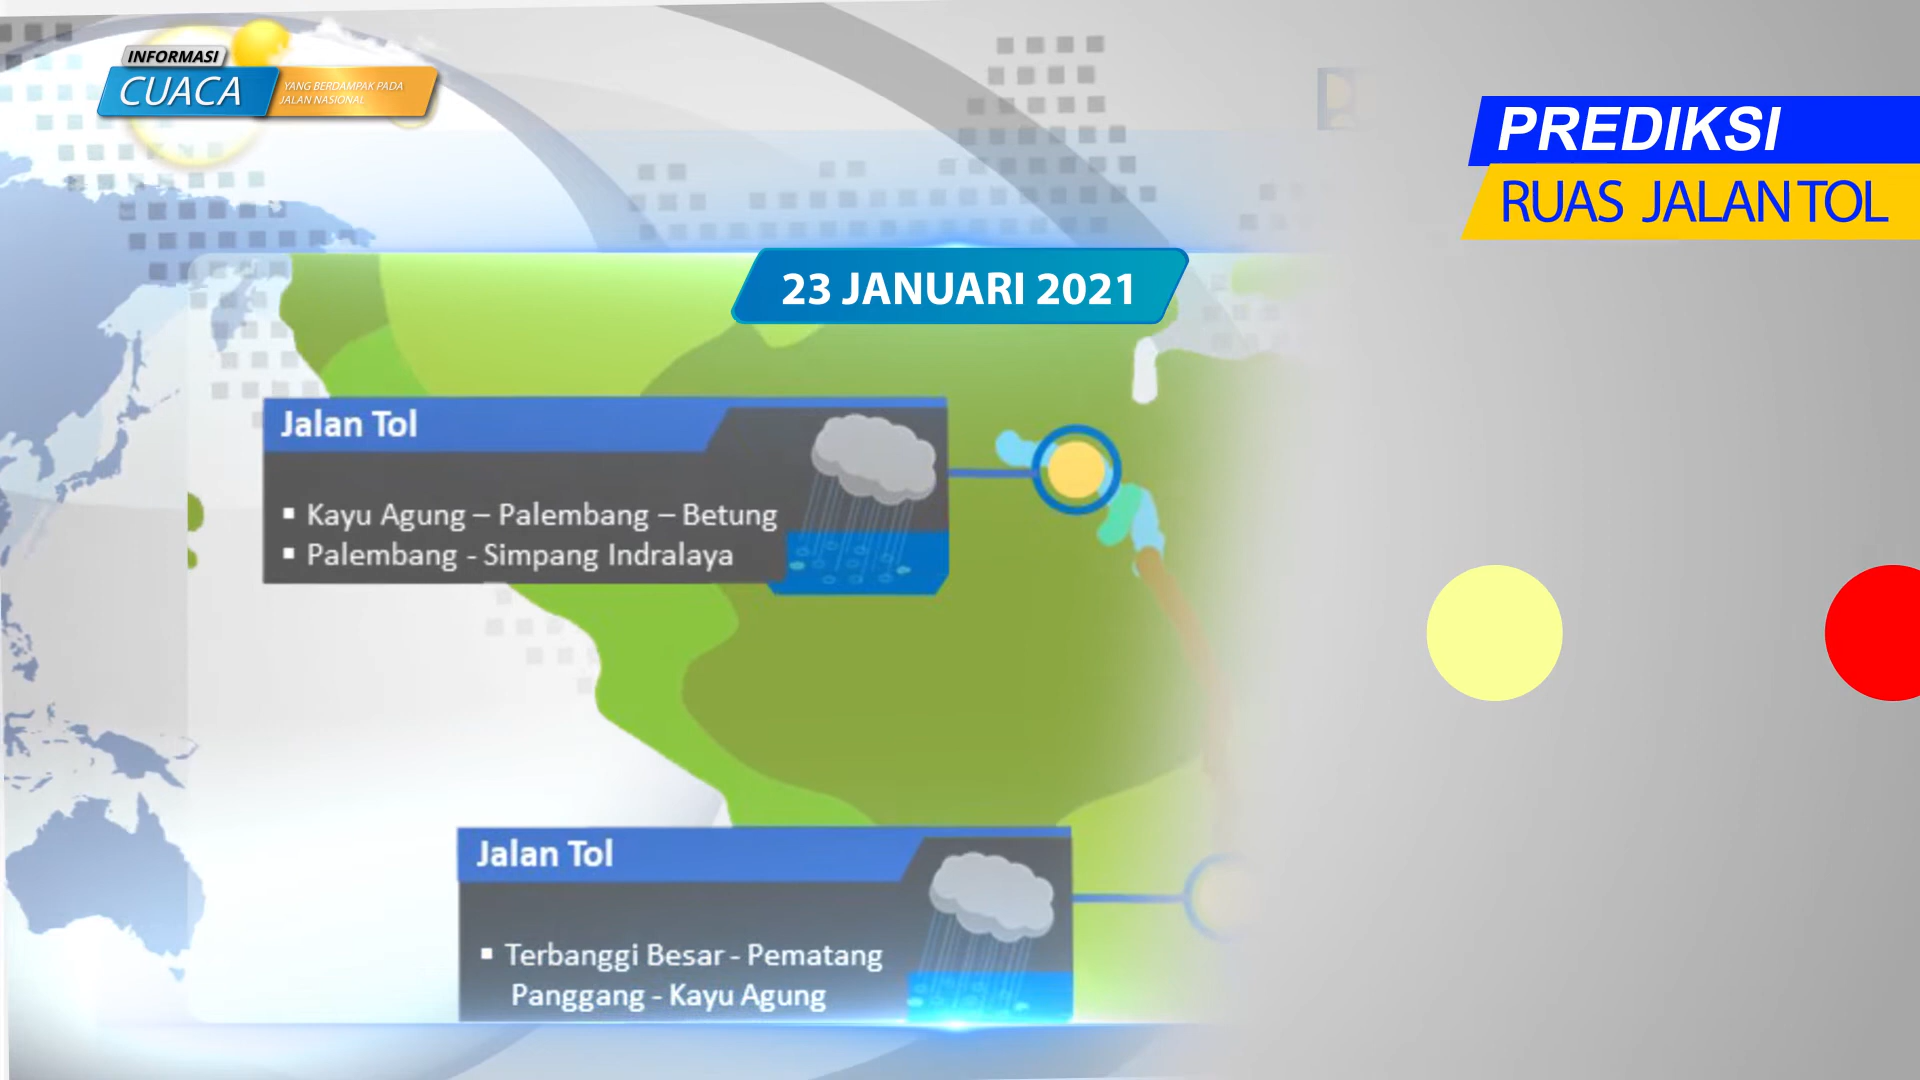 INFORMASI
CUACA
YANG BERDAMPAK PADA
JALAN NASIONAL
PREDIKSI
RUAS JALAN TOL
23 JANUARI 2021
Jalan Tol
▪ Kayu Agung – Palembang – Betung
▪ Palembang - Simpang Indralaya
Jalan Tol
▪ Terbanggi Besar - Pematang
Panggang - Kayu Agung